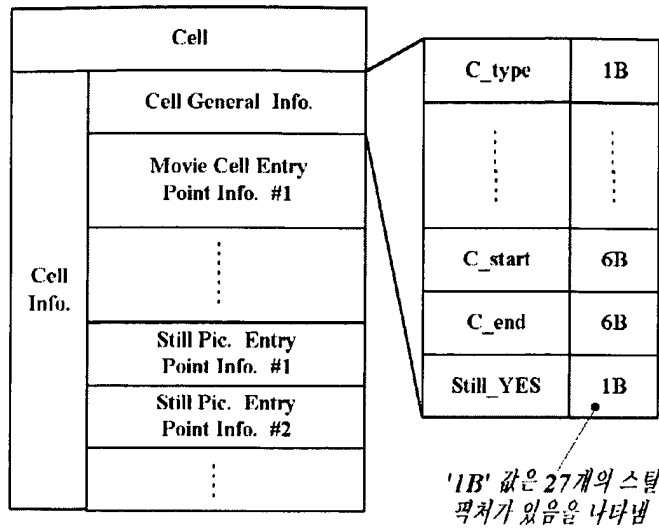 Cell
Cell General Info.
Movie Cell Entry
Point Info. #1
Cell
Info.
Still Pic. Entry
Point Info. #1
Still Pic. Entry
Point Info. #2
C_type 1B
C_start 6B
C_end 6B
Still_YES 1B
'1B' 값은 27개의 스틸
픽처가 있음을 나타냄